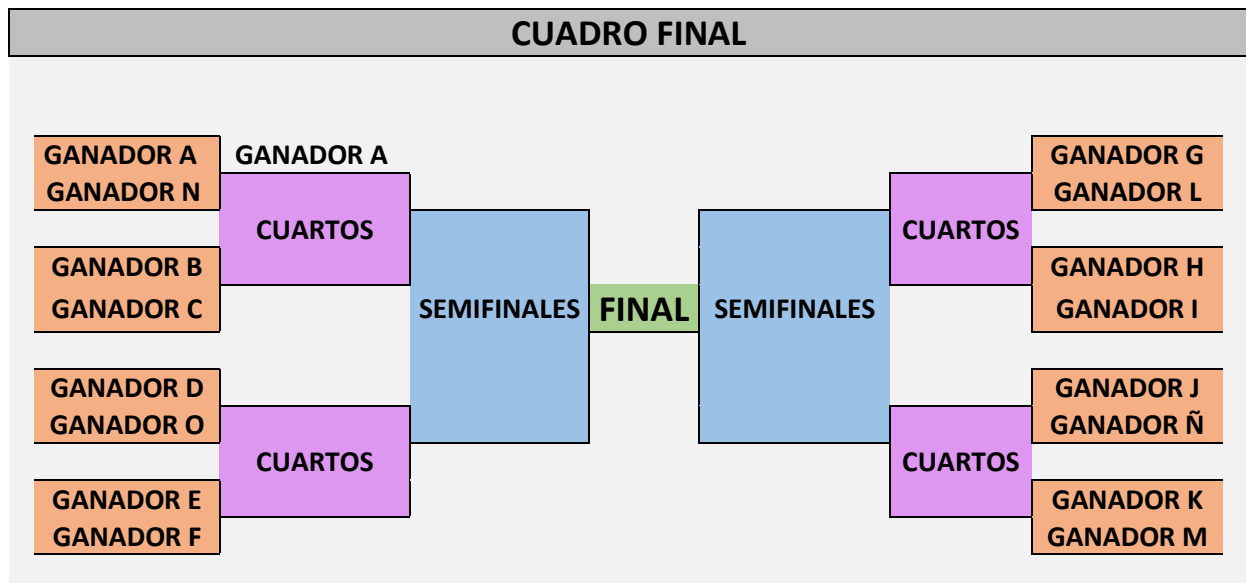 CUADRO FINAL
GANADOR A GANADOR A GANADOR G
GANADOR N GANADOR L
CUARTOS CUARTOS
GANADOR B GANADOR H
GANADOR C SEMIFINALES FINAL SEMIFINALES GANADOR I
GANADOR D GANADOR J
GANADOR O GANADOR Ñ
CUARTOS CUARTOS
GANADOR E GANADOR K
GANADOR F GANADOR M